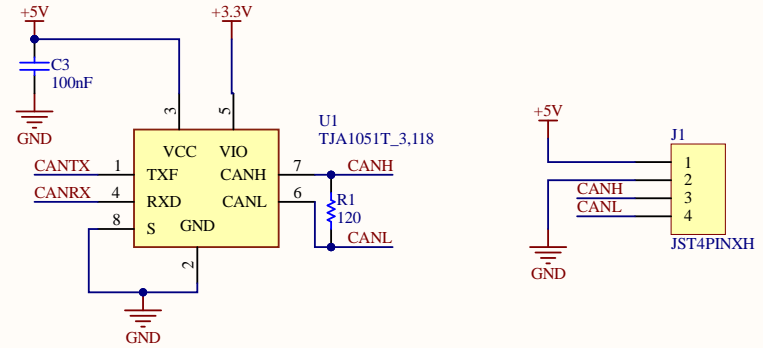 +5V
+3.3V
C3
100nF
GND
3
5
U1
TJA1051T_3,118
VCC
VIO
CANTX
1
TXF
CANH
7
CANH
CANRX
4
RXD
CANL
6
R1
120
8
S
GND
CANL
2
GND
+5V
J1
1
2
CANH
3
CANL
4
JST4PINXH
GND